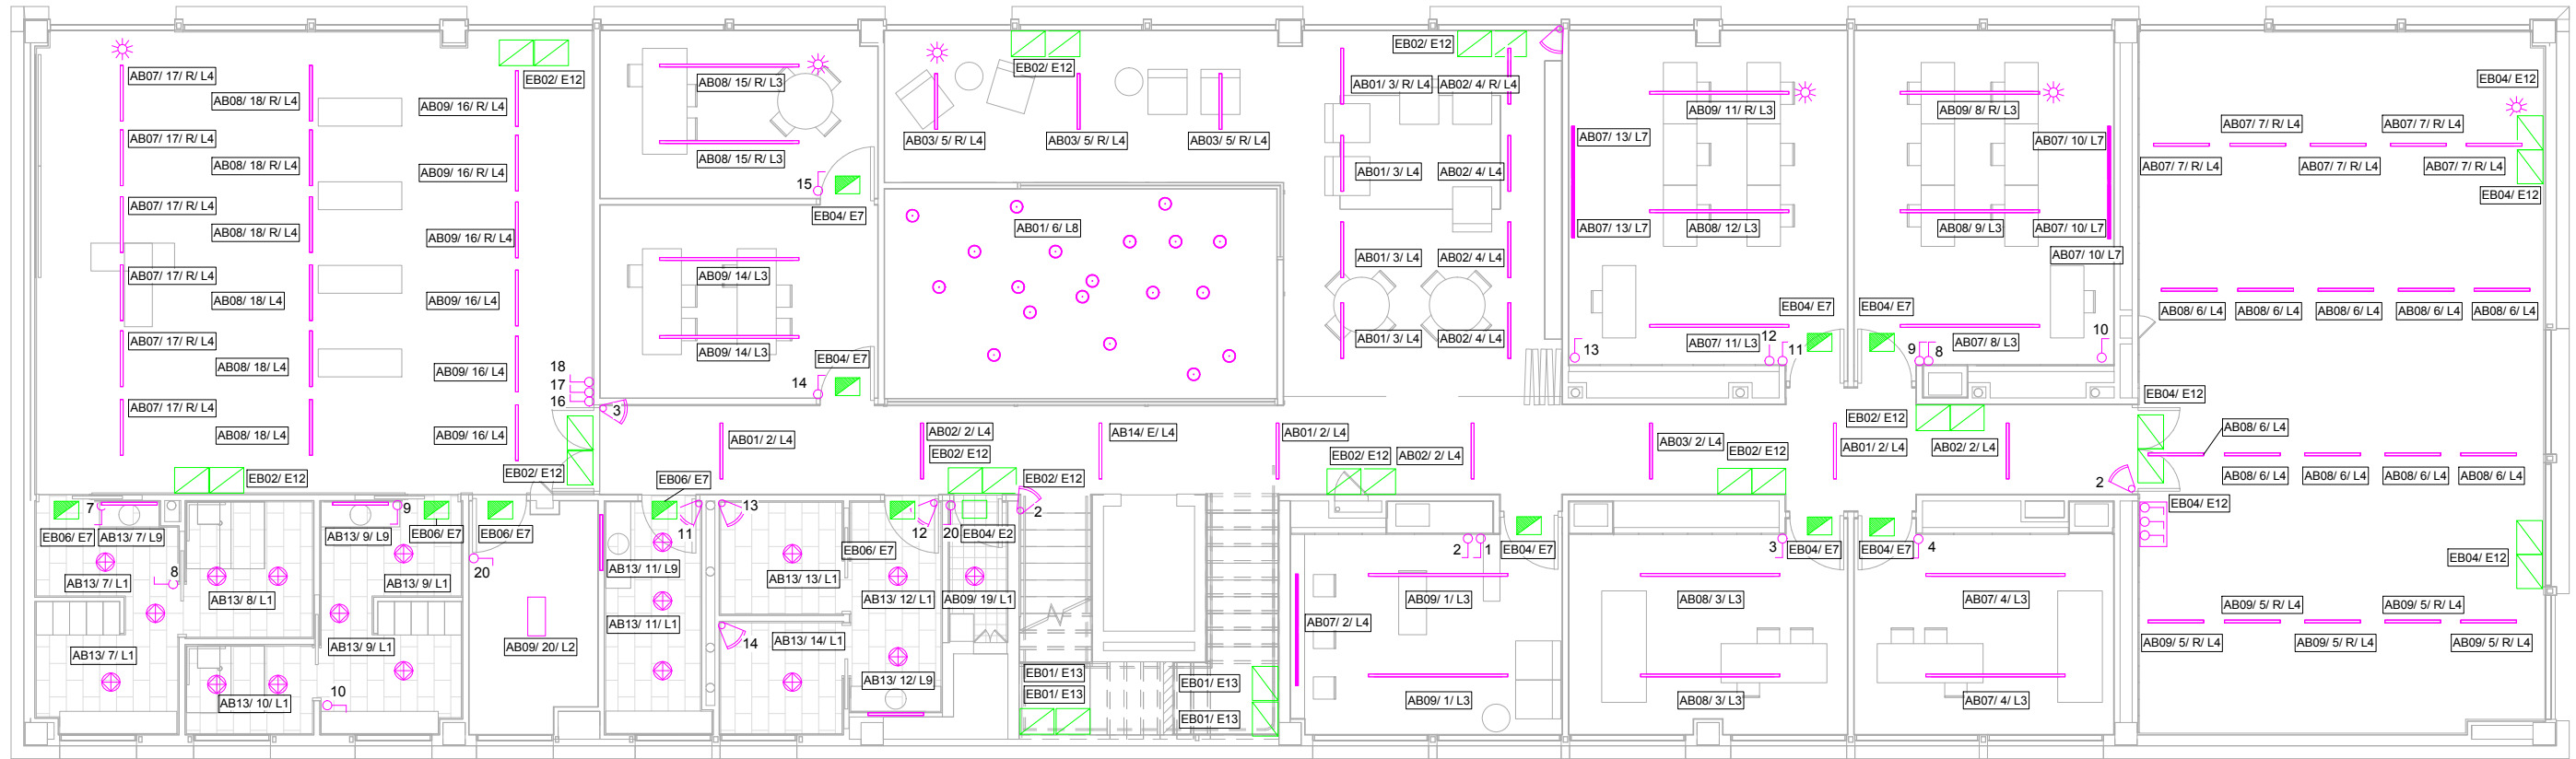 EB02/ E12
AB07/ 7/ R/ L4
AB07/ 7/ R/ L4
EB04/ E12
AB07/ 17/ R/ L4
AB08/ 18/ R/ L4
AB09/ 16/ R/ L4
EB02/ E12
AB08/ 15/ R/ L3
EB02/ E12
AB01/ 3/ R/ L4
AB02/ 4/ R/ L4
AB09/ 11/ R/ L3
AB09/ 8/ R/ L3
AB07/ 17/ R/ L4
AB08/ 18/ R/ L4
AB09/ 16/ R/ L4
AB08/ 15/ R/ L3
AB03/ 5/ R/ L4
AB03/ 5/ R/ L4
AB03/ 5/ R/ L4
AB07/ 13/ L7
AB07/ 10/ L7
AB07/ 7/ R/ L4
AB07/ 7/ R/ L4
AB07/ 7/ R/ L4
15
AB01/ 3/ L4
AB02/ 4/ L4
EB04/ E12
AB07/ 17/ R/ L4
AB08/ 18/ R/ L4
AB09/ 16/ R/ L4
EB04/ E7
AB01/ 6/ L8
AB07/ 13/ L7
AB08/ 12/ L3
AB08/ 9/ L3
AB07/ 10/ L7
AB07/ 10/ L7
AB07/ 17/ R/ L4
AB08/ 18/ L4
AB09/ 16/ L4
AB09/ 14/ L3
AB01/ 3/ L4
AB02/ 4/ L4
EB04/ E7
EB04/ E7
AB08/ 6/ L4
AB08/ 6/ L4
AB08/ 6/ L4
AB08/ 6/ L4
AB08/ 6/ L4
AB07/ 17/ R/ L4
AB08/ 18/ L4
AB09/ 16/ L4
AB09/ 14/ L3
EB04/ E7
AB01/ 3/ L4
AB02/ 4/ L4
13
AB07/ 11/ L3
12
11
9
8
AB07/ 8/ L3
10
18
17
16
14
3
AB07/ 17/ R/ L4
AB08/ 18/ L4
AB09/ 16/ L4
EB04/ E12
AB01/ 2/ L4
AB02/ 2/ L4
EB02/ E12
AB14/ E/ L4
AB01/ 2/ L4
AB02/ 2/ L4
EB02/ E12
AB03/ 2/ L4
EB02/ E12
AB01/ 2/ L4
EB02/ E12
AB02/ 2/ L4
AB08/ 6/ L4
EB02/ E12
EB02/ E12
EB06/ E7
EB02/ E12
2
2
AB08/ 6/ L4
AB08/ 6/ L4
AB08/ 6/ L4
AB08/ 6/ L4
EB04/ E12
7
9
EB06/ E7
AB13/ 7/ L9
AB13/ 9/ L9
EB06/ E7
EB06/ E7
11
13
12
20
EB04/ E2
EB06/ E7
2
1
EB04/ E7
3
EB04/ E7
EB04/ E7
4
EB04/ E12
AB13/ 7/ L1
8
AB13/ 8/ L1
AB13/ 9/ L1
20
AB13/ 11/ L9
AB13/ 13/ L1
AB13/ 12/ L1
AB09/ 19/ L1
AB09/ 1/ L3
AB08/ 3/ L3
AB07/ 4/ L3
AB09/ 5/ R/ L4
AB09/ 5/ R/ L4
AB13/ 7/ L1
AB13/ 9/ L1
AB09/ 20/ L2
AB13/ 11/ L1
14
AB13/ 14/ L1
AB07/ 2/ L4
AB09/ 5/ R/ L4
AB09/ 5/ R/ L4
AB09/ 5/ R/ L4
AB13/ 10/ L1
10
AB13/ 12/ L9
EB01/ E13
EB01/ E13
EB01/ E13
EB01/ E13
AB09/ 1/ L3
AB08/ 3/ L3
AB07/ 4/ L3